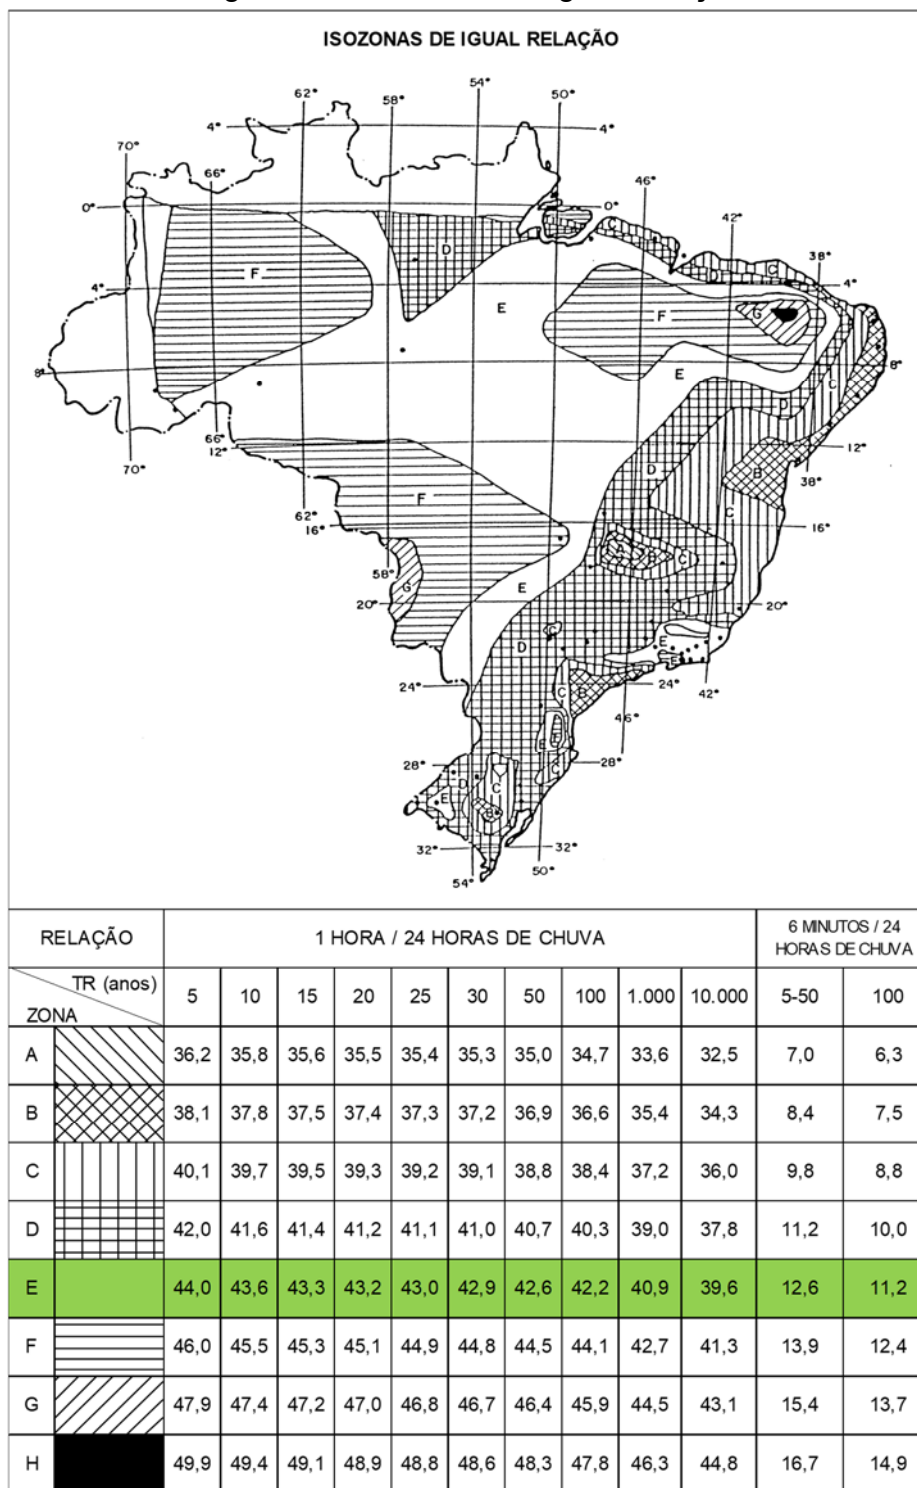 ISOZONAS DE IGUAL RELAÇÃO
62°
58°
54°
50°
4°
4°
70°
66°
46°
0°
0°
42°
C
38°
D
C
D
F
4°
4°
E
F
G
8°
E
8°
C
D
66°
12°
12°
70°
38°
B
D
F
C
62°
16°
16°
A
B
C
58°
G
E
20°
20°
C
D
E
E
24°
24°
C
B
42°
46°
E
F
28°
28°
C
D
C
E
B
32°
32°
54°
50°
RELAÇÃO 1 HORA / 24 HORAS DE CHUVA 6 MINUTOS / 24 HORAS DE CHUVA
ZONA TR (anos) 5 10 15 20 25 30 50 100 1.000 10.000 5-50 100
A 36,2 35,8 35,6 35,5 35,4 35,3 35,0 34,7 33,6 32,5 7,0 6,3
B 38,1 37,8 37,5 37,4 37,3 37,2 36,9 36,6 35,4 34,3 8,4 7,5
C 40,1 39,7 39,5 39,3 39,2 39,1 38,8 38,4 37,2 36,0 9,8 8,8
D 42,0 41,6 41,4 41,2 41,1 41,0 40,7 40,3 39,0 37,8 11,2 10,0
E 44,0 43,6 43,3 43,2 43,0 42,9 42,6 42,2 40,9 39,6 12,6 11,2
F 46,0 45,5 45,3 45,1 44,9 44,8 44,5 44,1 42,7 41,3 13,9 12,4
G 47,9 47,4 47,2 47,0 46,8 46,7 46,4 45,9 44,5 43,1 15,4 13,7
H 49,9 49,4 49,1 48,9 48,8 48,6 48,3 47,8 46,3 44,8 16,7 14,9